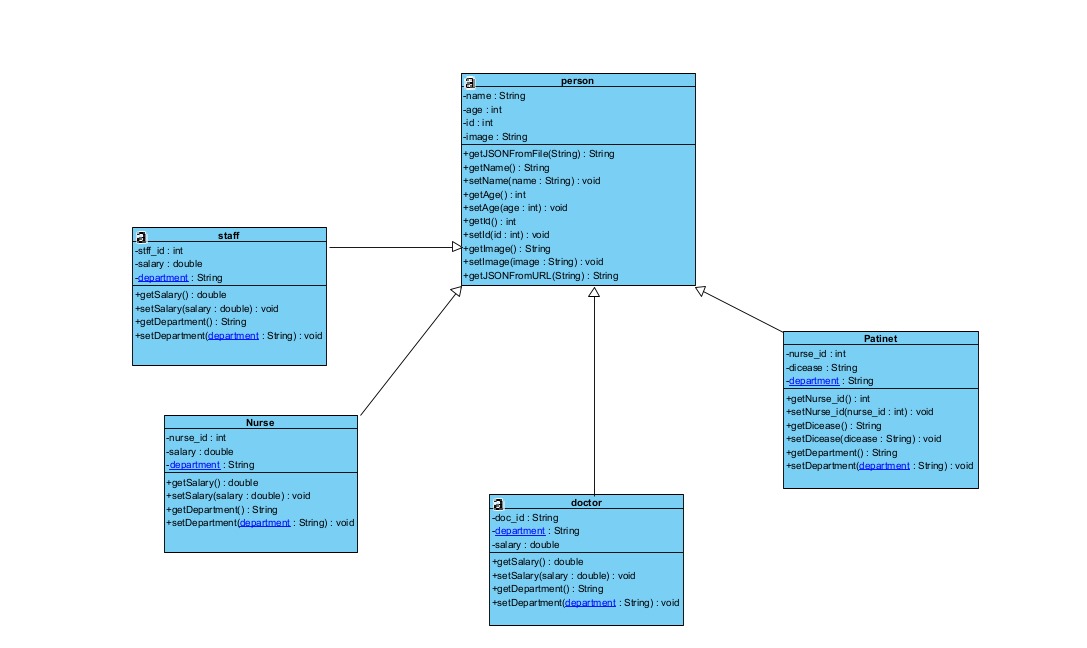 a
person
-name : String
-age : int
-id : int
-image : String
+getJSONFromFile(String) : String
+getName() : String
+setName(name : String) : void
+getAge() : int
+setAge(age : int) : void
+getId() : int
+setId(id : int) : void
+getImage() : String
+setImage(image : String) : void
+getJSONFromURL(String) : String
a
staff
-stff_id : int
-salary : double
-department : String
+getSalary() : double
+setSalary(salary : double) : void
+getDepartment() : String
+setDepartment(department : String) : void
Patinet
-nurse_id : int
-dicease : String
-department : String
+getNurse_id() : int
+setNurse_id(nurse_id : int) : void
+getDicease() : String
+setDicease(dicease : String) : void
+getDepartment() : String
+setDepartment(department : String) : void
Nurse
-nurse_id : int
-salary : double
-department : String
+getSalary() : double
+setSalary(salary : double) : void
+getDepartment() : String
+setDepartment(department : String) : void
a
doctor
-doc_id : String
-department : String
-salary : double
+getSalary() : double
+setSalary(salary : double) : void
+getDepartment() : String
+setDepartment(department : String) : void